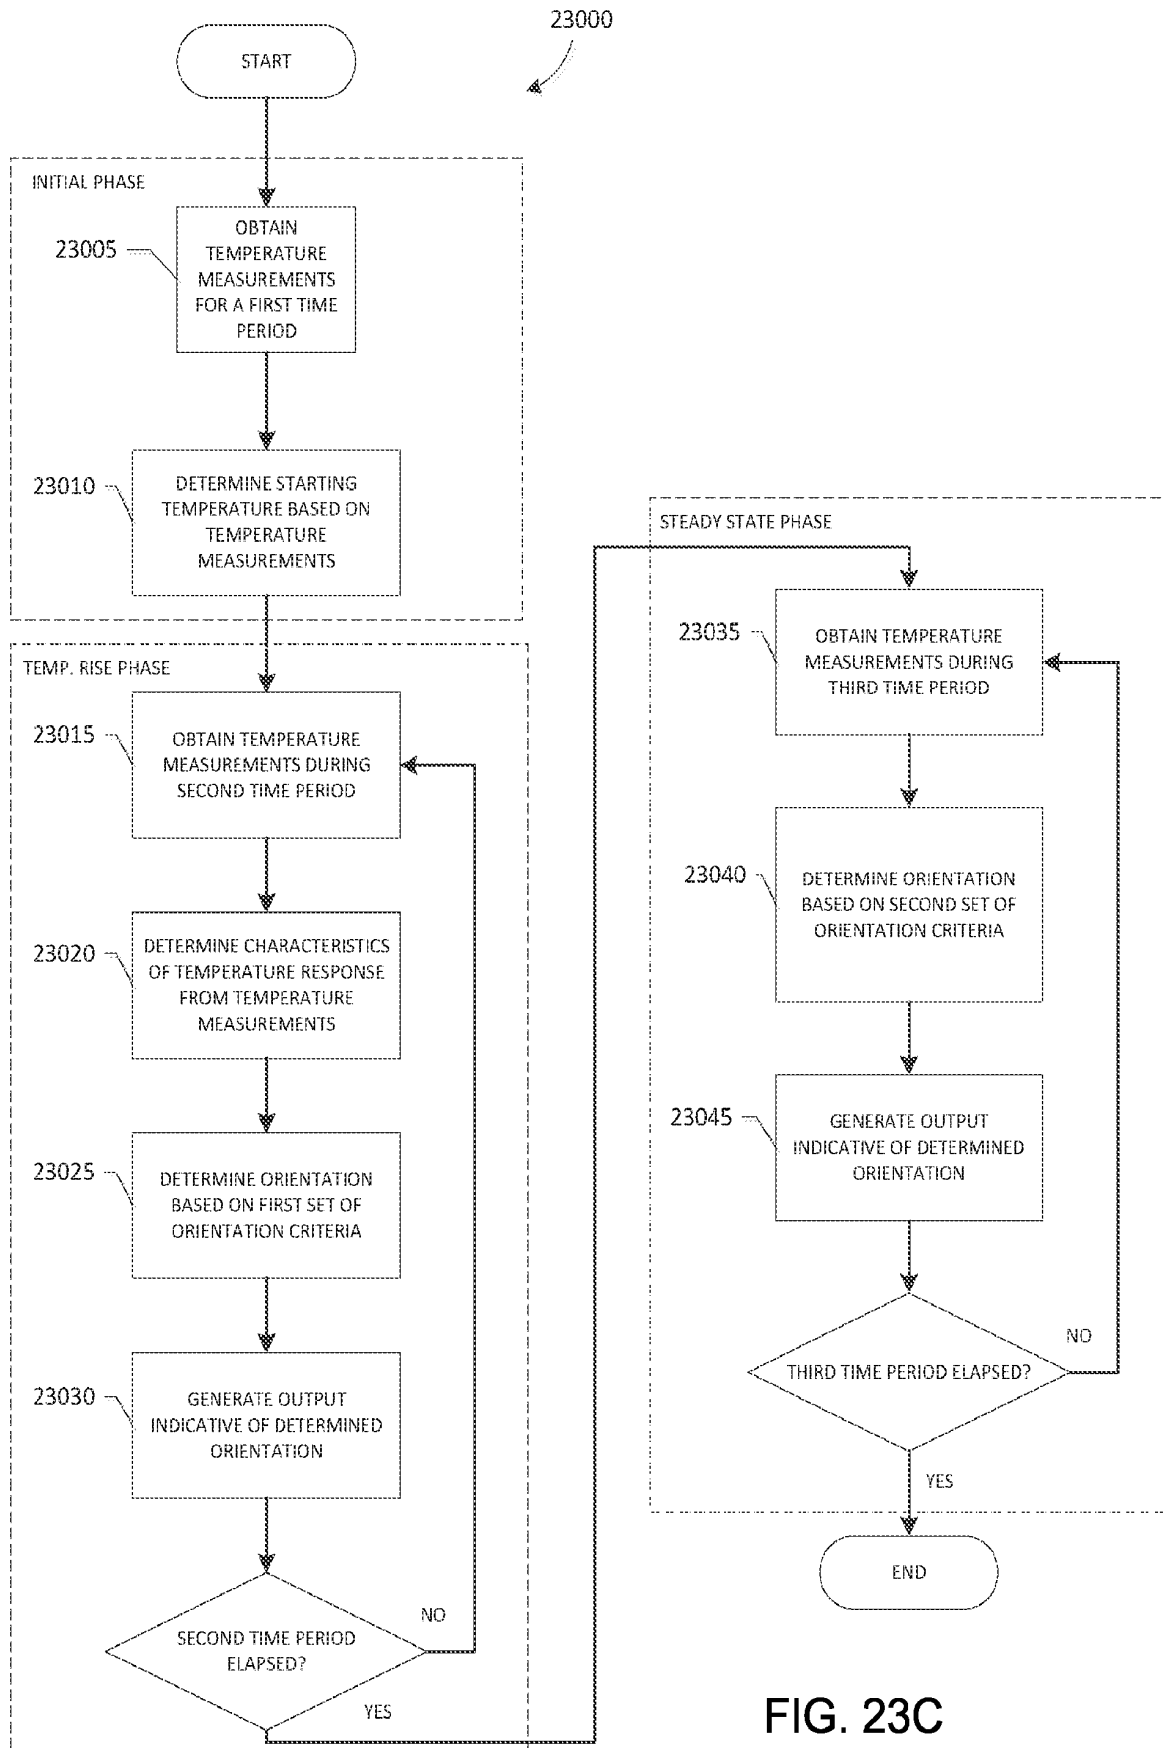 23000
START
INITIAL PHASE
23005
OBTAIN
TEMPERATURE
MEASUREMENTS
FOR A FIRST TIME
PERIOD
23010
DETERMINE STARTING
TEMPERATURE BASED ON
TEMPERATURE
MEASUREMENTS
TEMP. RISE PHASE
23015
OBTAIN TEMPERATURE
MEASUREMENTS DURING
SECOND TIME PERIOD
23020
DETERMINE CHARACTERISTICS
OF TEMPERATURE RESPONSE
FROM TEMPERATURE
MEASUREMENTS
23025
DETERMINE ORIENTATION
BASED ON FIRST SET OF
ORIENTATION CRITERIA
23030
GENERATE OUTPUT
INDICATIVE OF DETERMINED
ORIENTATION
SECOND TIME PERIOD
ELAPSED?
NO
YES
STEADY STATE PHASE
23035
OBTAIN TEMPERATURE
MEASUREMENTS DURING
THIRD TIME PERIOD
23040
DETERMINE ORIENTATION
BASED ON SECOND SET OF
ORIENTATION CRITERIA
23045
GENERATE OUTPUT
INDICATIVE OF DETERMINED
ORIENTATION
THIRD TIME PERIOD ELAPSED?
NO
YES
END
FIG. 23C